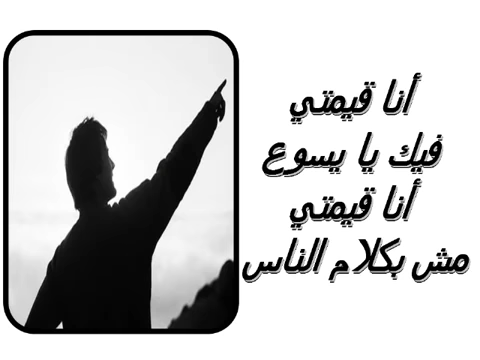 أنا قيمتي
فيك يا يسوع
أنا قيمتي
مش بكلام الناس